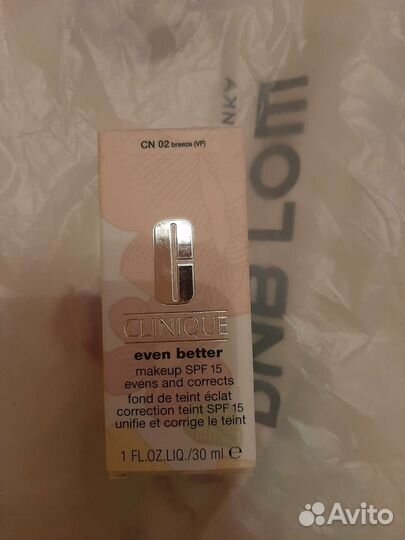 CN 02 breeze (VF)
CLINIQUE
even better
makeup SPF 15
evens and corrects
fond de teint éclat
correction teint SPF 15
unifie et corrige le teint
1 FL.OZ.LIQ./30 ml e
Avito